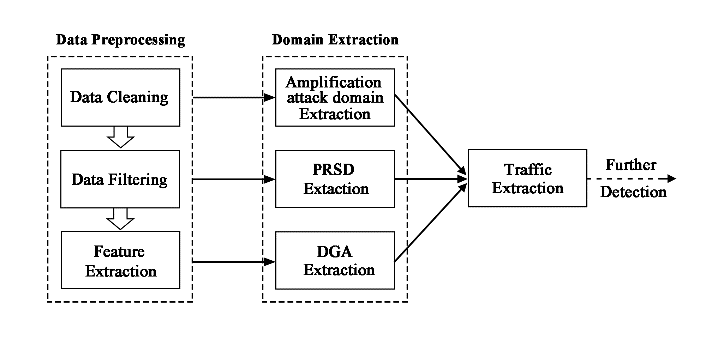 Data Preprocessing
Domain Extraction
Data Cleaning
Data Filtering
Feature
Extraction
Amplification
attack domain
Extraction
PRSD
Extaction
DGA
Extraction
Traffic
Extraction
Further
Detection